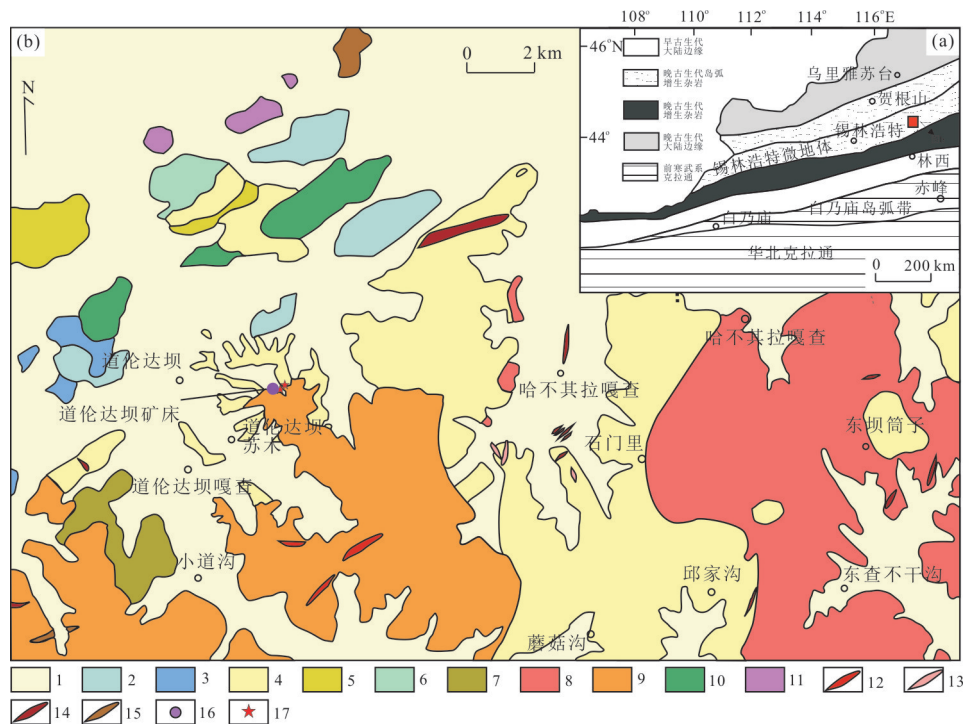 (b)
0 2 km
N
道伦达坝
道伦达坝矿床
道伦达坝
苏木
道伦达坝嘎查
小道沟
哈不其拉嘎查
石门里
哈不其拉嘎查
东坝筒子
邱家沟
东查不干沟
蘑菇沟
108° 110° 112° 114° 116°E
(a)
46°N
44°
早古生代
大陆边缘
晚古生代岛弧
增生杂岩
晚古生代
增生杂岩
晚古生代
大陆边缘
前寒武系
克拉通
乌里雅苏台
贺根山
锡林浩特
锡林浩特微地体
林西
赤峰
白乃庙
白乃庙岛弧带
华北克拉通
0 200 km
1 2 3 4 5 6 7 8 9 10 11 12 13
14 15 16 17